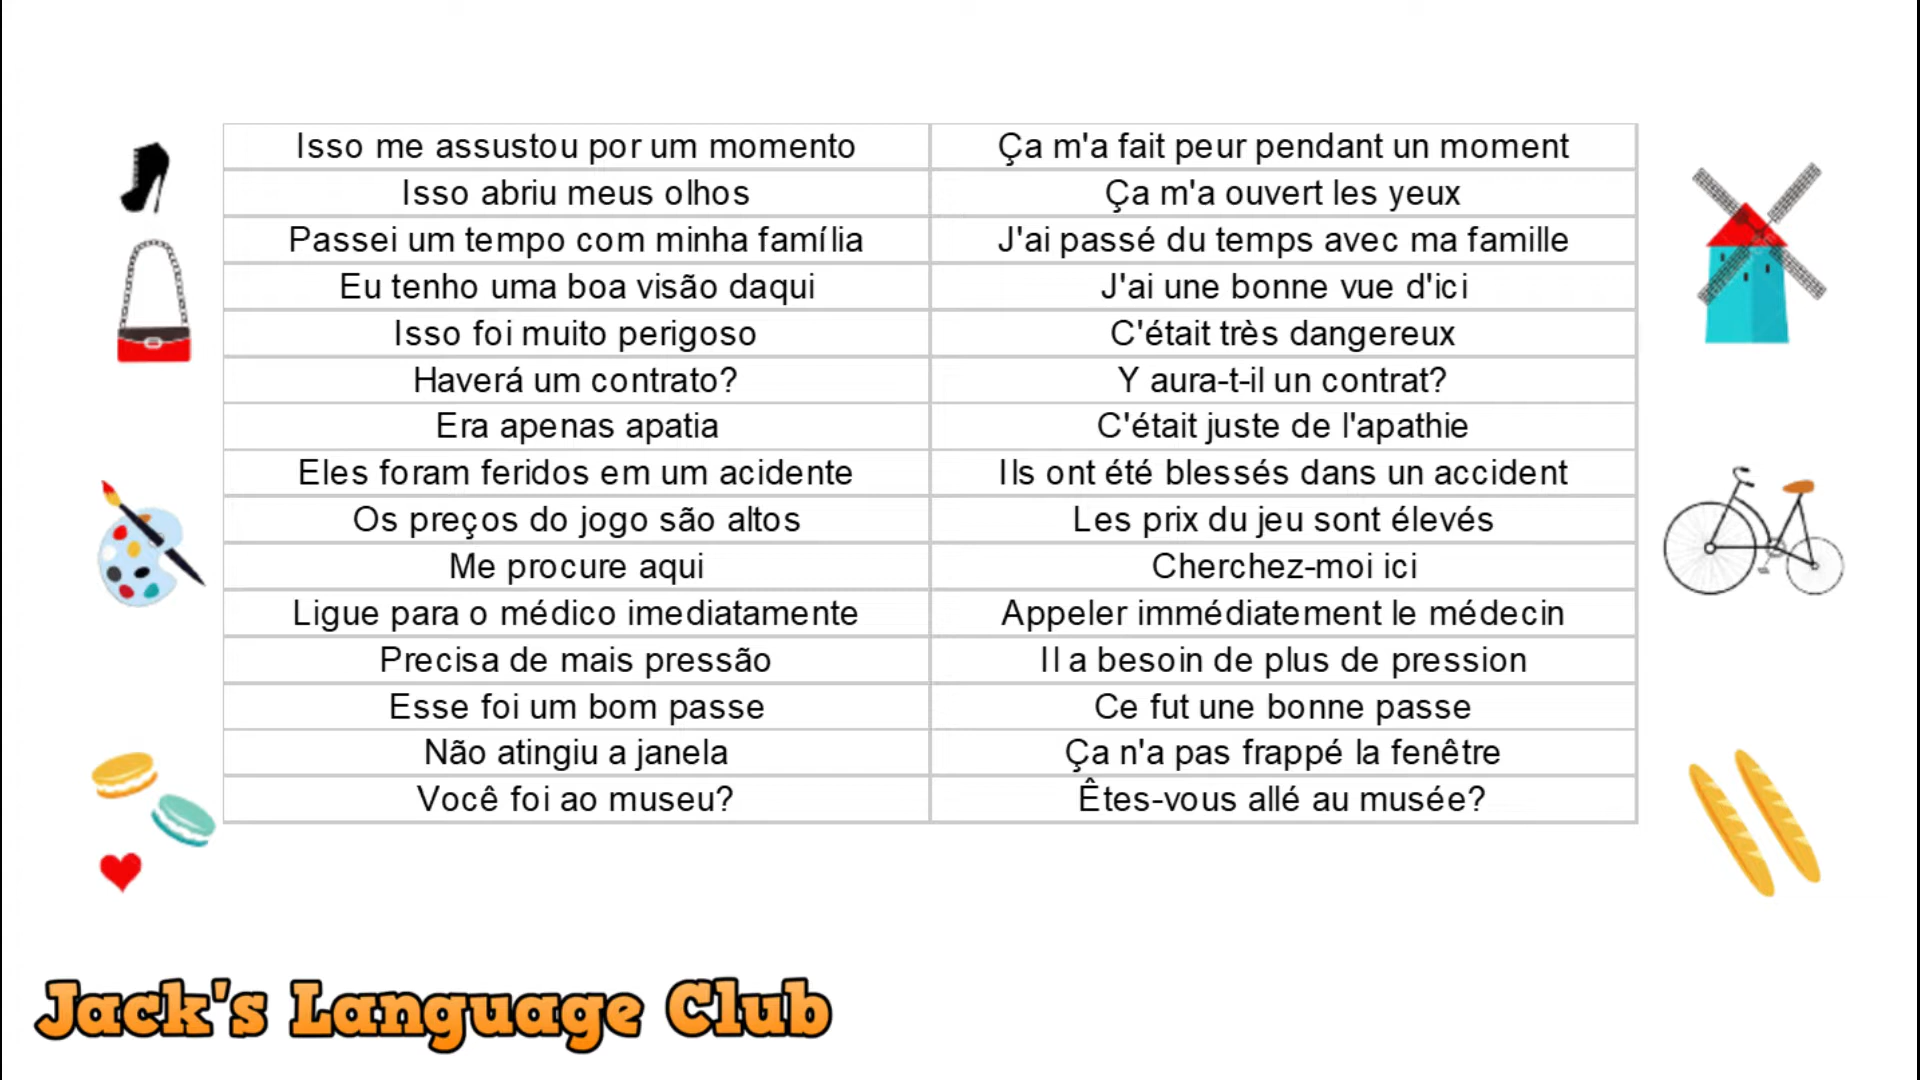 Isso me assustou por um momento Ça m'a fait peur pendant un moment
Isso abriu meus olhos Ça m'a ouvert les yeux
Passei um tempo com minha família J'ai passé du temps avec ma famille
Eu tenho uma boa visão daqui J'ai une bonne vue d'ici
Isso foi muito perigoso C'était très dangereux
Haverá um contrato? Y aura-t-il un contrat?
Era apenas apatia C'était juste de l'apathie
Eles foram feridos em um acidente Ils ont été blessés dans un accident
Os preços do jogo são altos Les prix du jeu sont élevés
Me procure aqui Cherchez-moi ici
Ligue para o médico imediatamente Appeler immédiatement le médecin
Precisa de mais pressão Il a besoin de plus de pression
Esse foi um bom passe Ce fut une bonne passe
Não atingiu a janela Ça n'a pas frappé la fenêtre
Você foi ao museu? Êtes-vous allé au musée?
Jack's Language Club